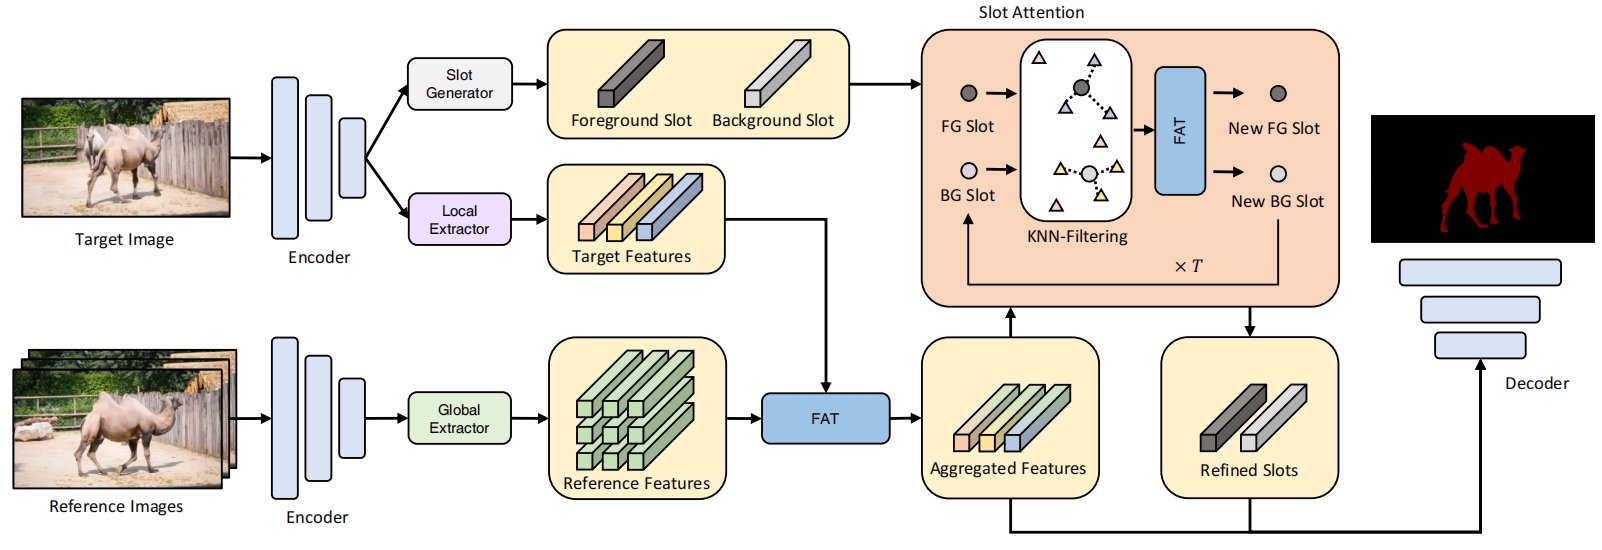 Slot Attention
Slot
Generator
Foreground Slot
Background Slot
FG Slot
BG Slot
KNN-Filtering
FAT
New FG Slot
New BG Slot
× T
Target Image
Encoder
Local
Extractor
Target Features
Reference Images
Encoder
Global
Extractor
Reference Features
FAT
Aggregated Features
Refined Slots
Decoder